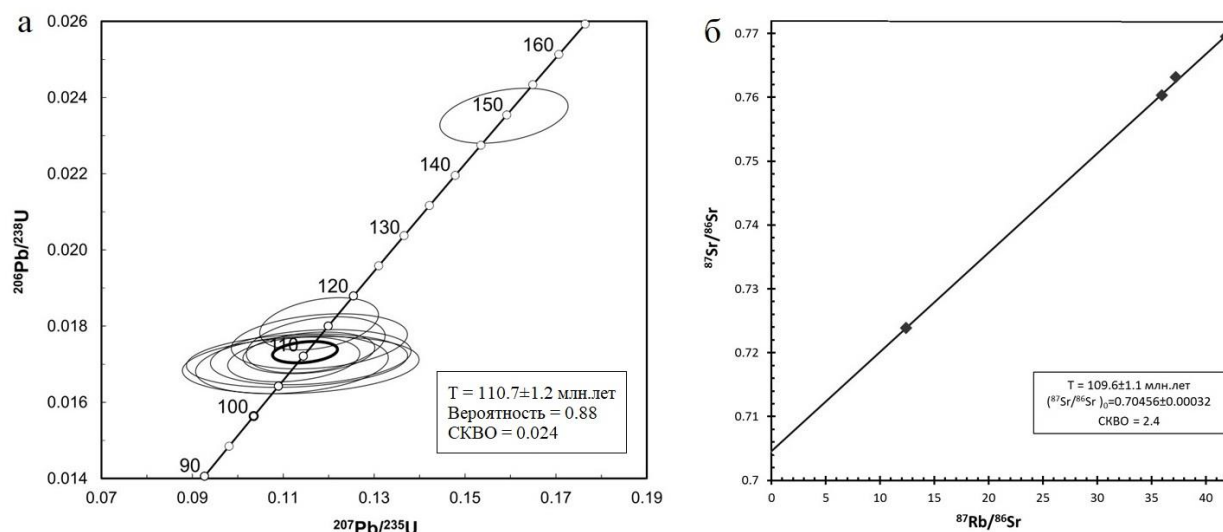 а
0.026
0.024
0.022
0.020
0.018
0.016
0.014
²⁰⁶Pb/²³⁸U
160
150
140
130
120
110
100
90
T = 110.7±1.2 млн.лет
Вероятность = 0.88
СКВО = 0.024
0.07 0.09 0.11 0.13 0.15 0.17 0.19
²⁰⁷Pb/²³⁵U
б
0.77
0.76
0.75
0.74
0.73
0.72
0.71
0.7
⁸⁷Sr/⁸⁶Sr
T = 109.6±1.1 млн.лет
(⁸⁷Sr/⁸⁶Sr )₀=0.70456±0.00032
СКВО = 2.4
0 5 10 15 20 25 30 35 40
⁸⁷Rb/⁸⁶Sr